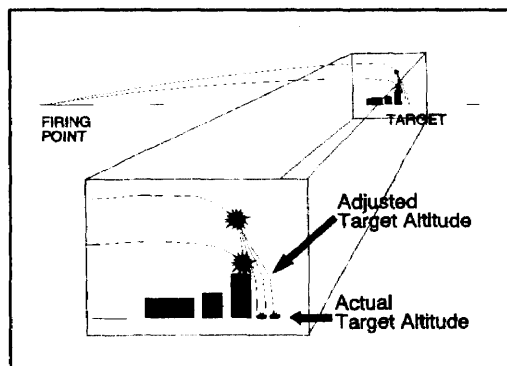 FIRING
POINT
TARGET
Adjusted
Target Altitude
Actual
Target Altitude